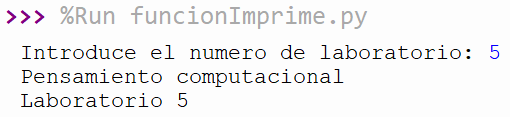 >>> %Run funcionImprime.py
Introduce el numero de laboratorio: 5
Pensamiento computacional
Laboratorio 5